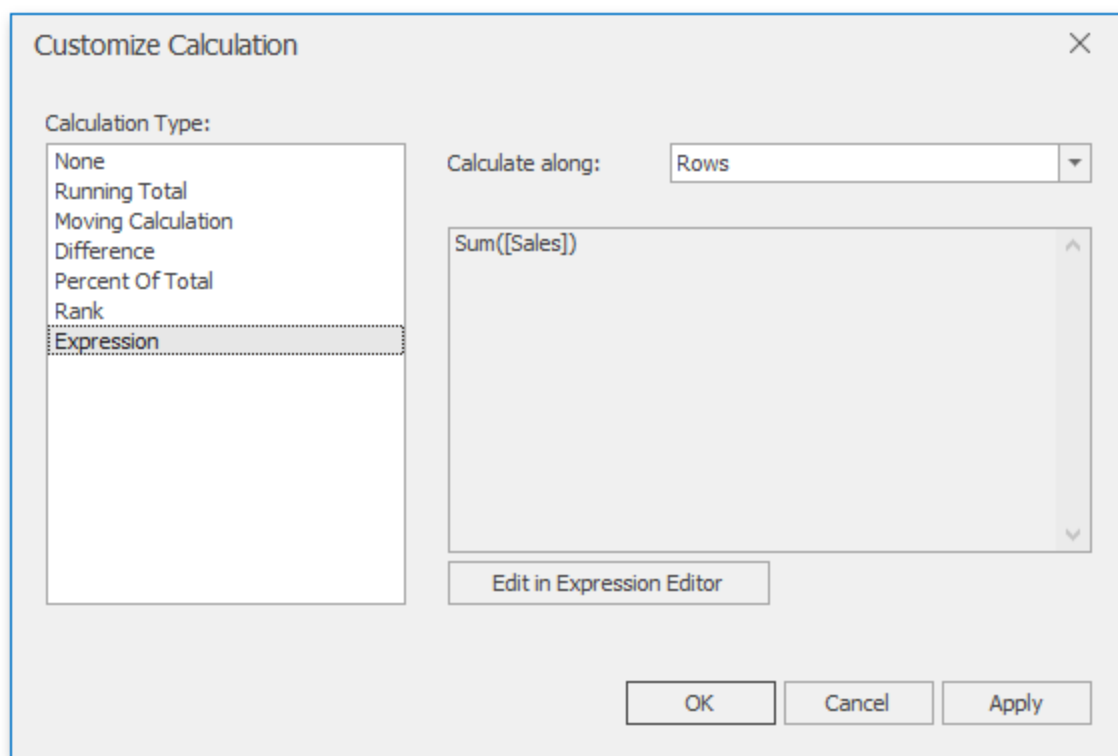 Customize Calculation
Calculation Type:
None
Running Total
Moving Calculation
Difference
Percent Of Total
Rank
Expression
Calculate along:
Rows
Sum([Sales])
Edit in Expression Editor
OK
Cancel
Apply